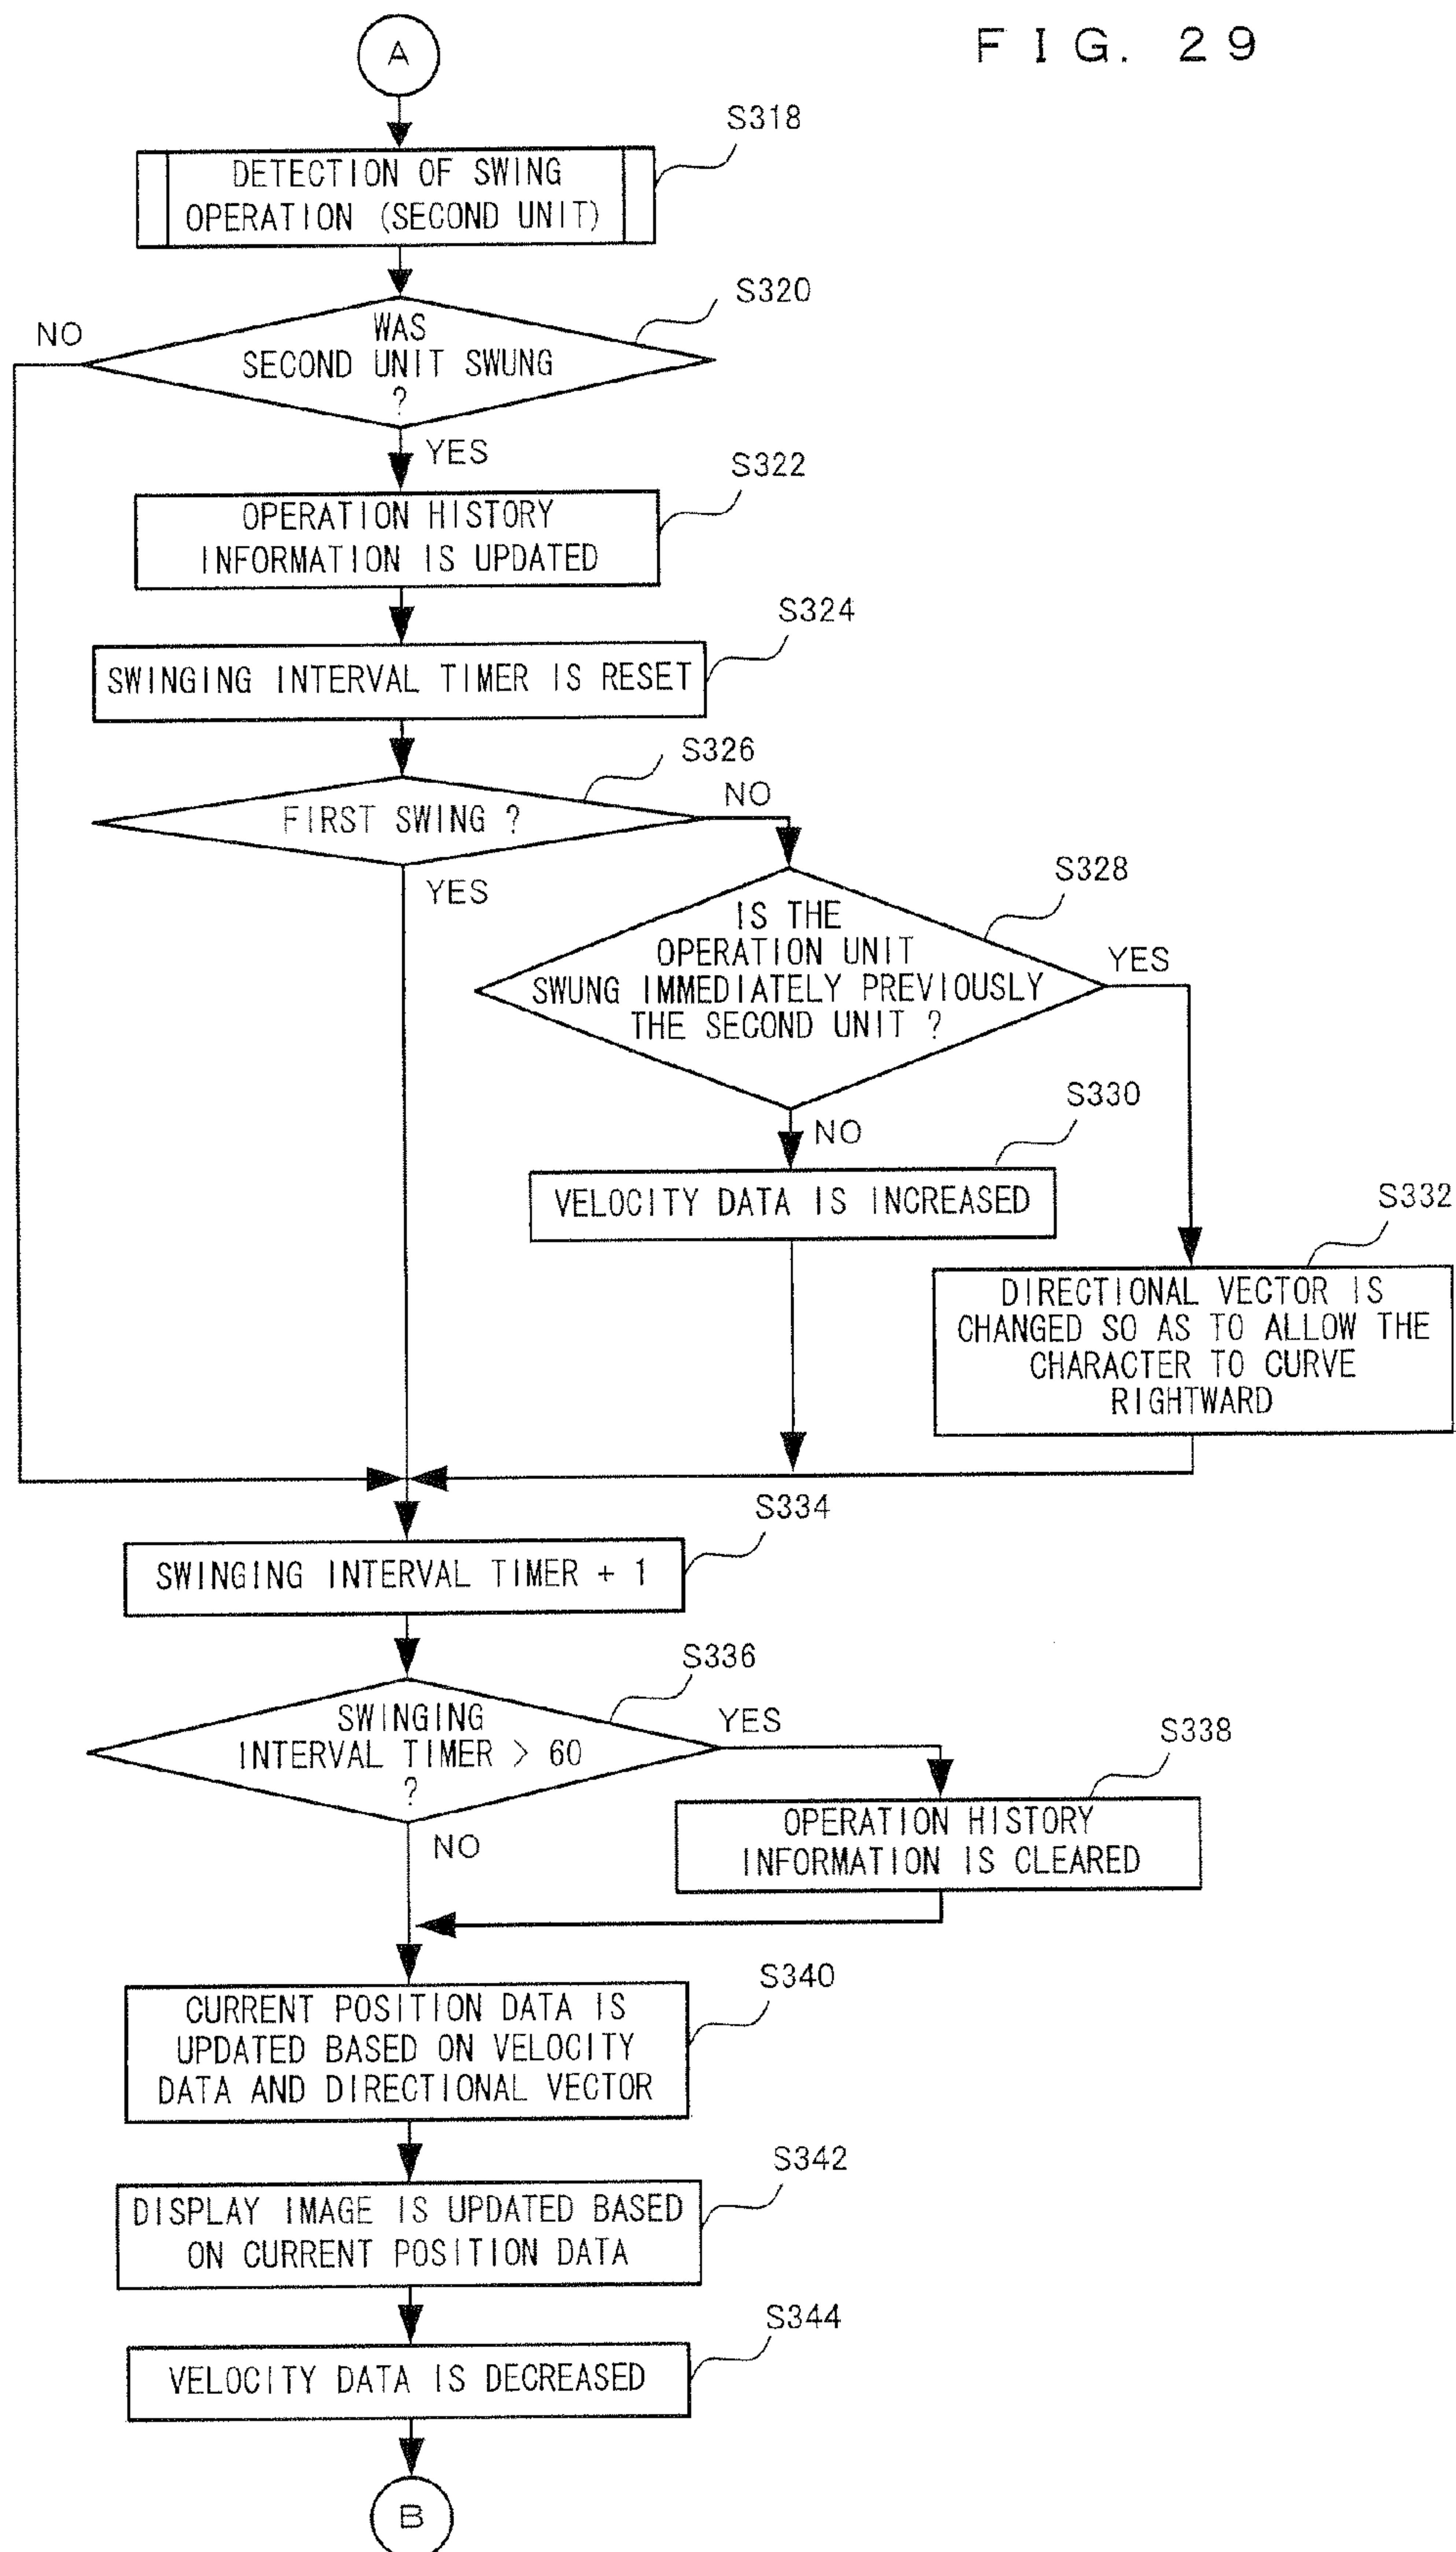 FIG. 29
A
S318
DETECTION OF SWING
OPERATION (SECOND UNIT)
S320
NO
WAS
SECOND UNIT SWUNG
?
YES
S322
OPERATION HISTORY
INFORMATION IS UPDATED
S324
SWINGING INTERVAL TIMER IS RESET
S326
NO
FIRST SWING ?
YES
S328
IS THE
OPERATION UNIT
SWUNG IMMEDIATELY PREVIOUSLY
THE SECOND UNIT ?
YES
S330
NO
VELOCITY DATA IS INCREASED
S332
DIRECTIONAL VECTOR IS
CHANGED SO AS TO ALLOW THE
CHARACTER TO CURVE
RIGHTWARD
S334
SWINGING INTERVAL TIMER + 1
S336
SWINGING
INTERVAL TIMER > 60
?
YES
S338
NO
OPERATION HISTORY
INFORMATION IS CLEARED
S340
CURRENT POSITION DATA IS
UPDATED BASED ON VELOCITY
DATA AND DIRECTIONAL VECTOR
S342
DISPLAY IMAGE IS UPDATED BASED
ON CURRENT POSITION DATA
S344
VELOCITY DATA IS DECREASED
B